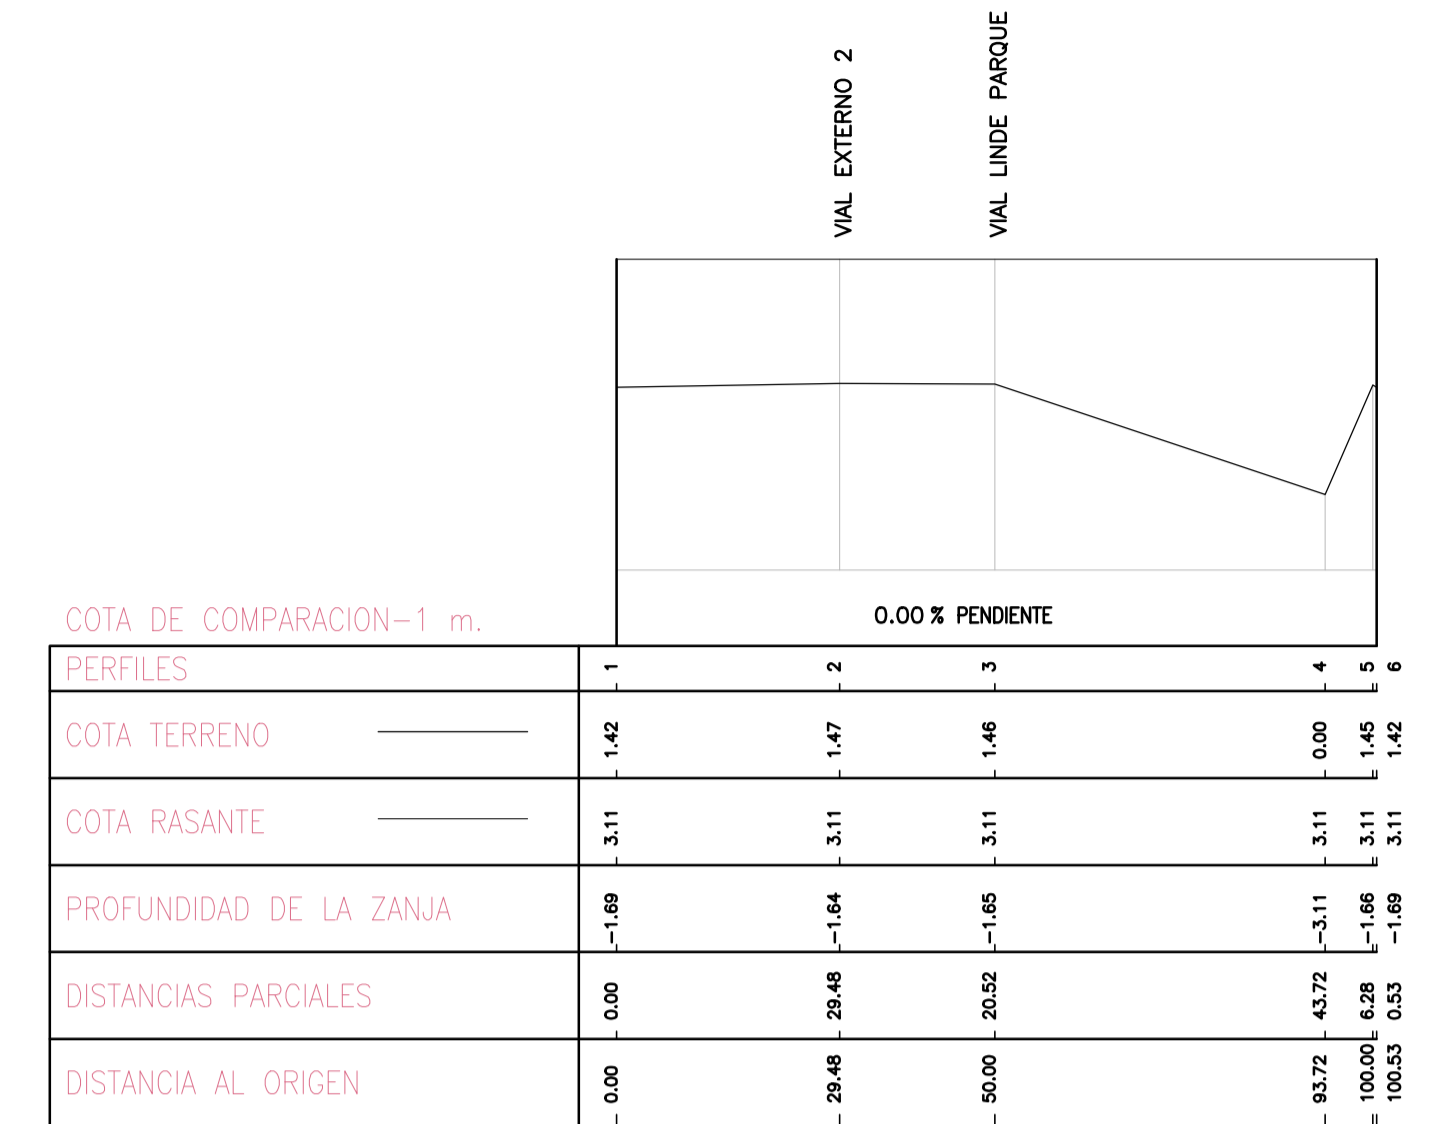 VIAL EXTERNO 2
VIAL LINDE PARQUE
0.00 % PENDIENTE
COTA DE COMPARACION-1 m.
PERFILES 1 2 3 4 5 6
COTA TERRENO 1.42 1.47 1.46 0.00 1.45 1.42
COTA RASANTE 3.11 3.11 3.11 3.11 3.11 3.11
PROFUNDIDAD DE LA ZANJA -1.69 -1.64 -1.65 -3.11 -1.66 -1.69
DISTANCIAS PARCIALES 0.00 29.48 20.52 43.72 6.28 0.53
DISTANCIA AL ORIGEN 0.00 29.48 50.00 93.72 100.00 100.53